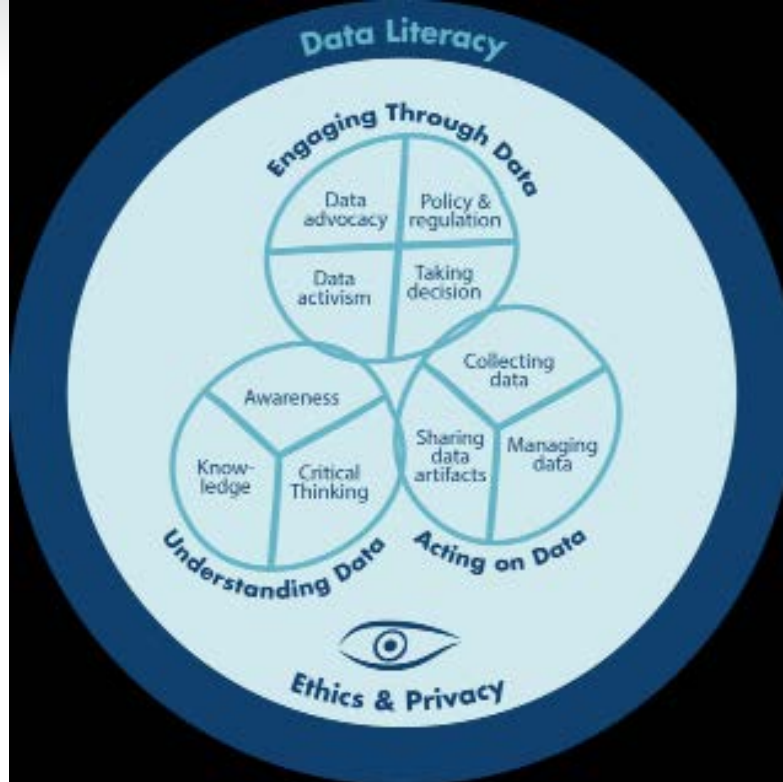 Data Literacy
Engaging Through Data
Data
advocacy
Policy &
regulation
Data
activism
Taking
decision
Awareness
Know-
ledge
Critical
Thinking
Understanding Data
Collecting
data
Sharing
data
artifacts
Managing
data
Acting on Data
Ethics & Privacy